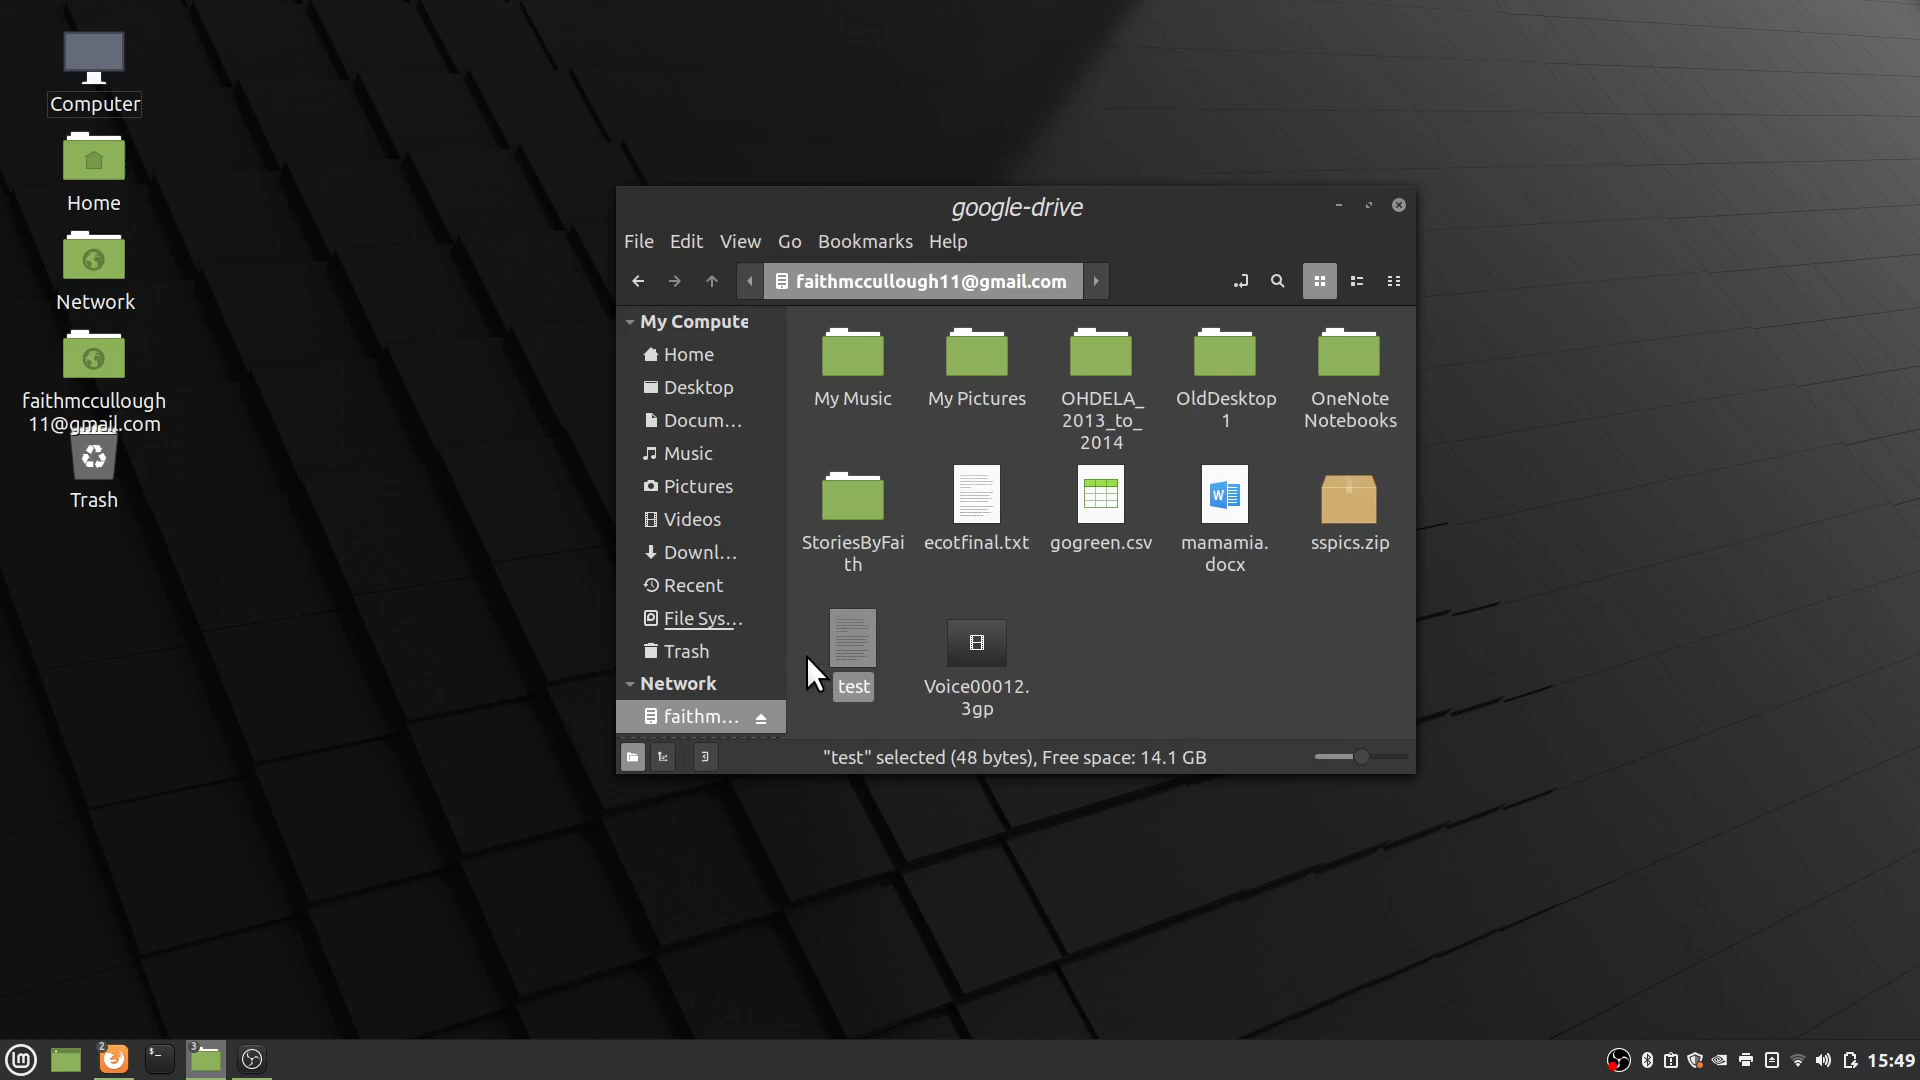 Computer
Home
Network
faithmccullough
11@gmail.com
Trash
google-drive
File Edit View Go Bookmarks Help
faithmccullough11@gmail.com
My Compute
Home
Desktop
Docum...
Music
Pictures
Videos
Downl...
Recent
File Sys...
Trash
Network
faithm...
My Music
My Pictures
OHDELA_
2013_to_
2014
OldDesktop
1
OneNote
Notebooks
StoriesByFai
th
ecotfinal.txt
gogreen.csv
W
mamamia.
docx
sspics.zip
test
Voice00012.
3gp
"test" selected (48 bytes), Free space: 14.1 GB
lm
2
$_
3
15:49